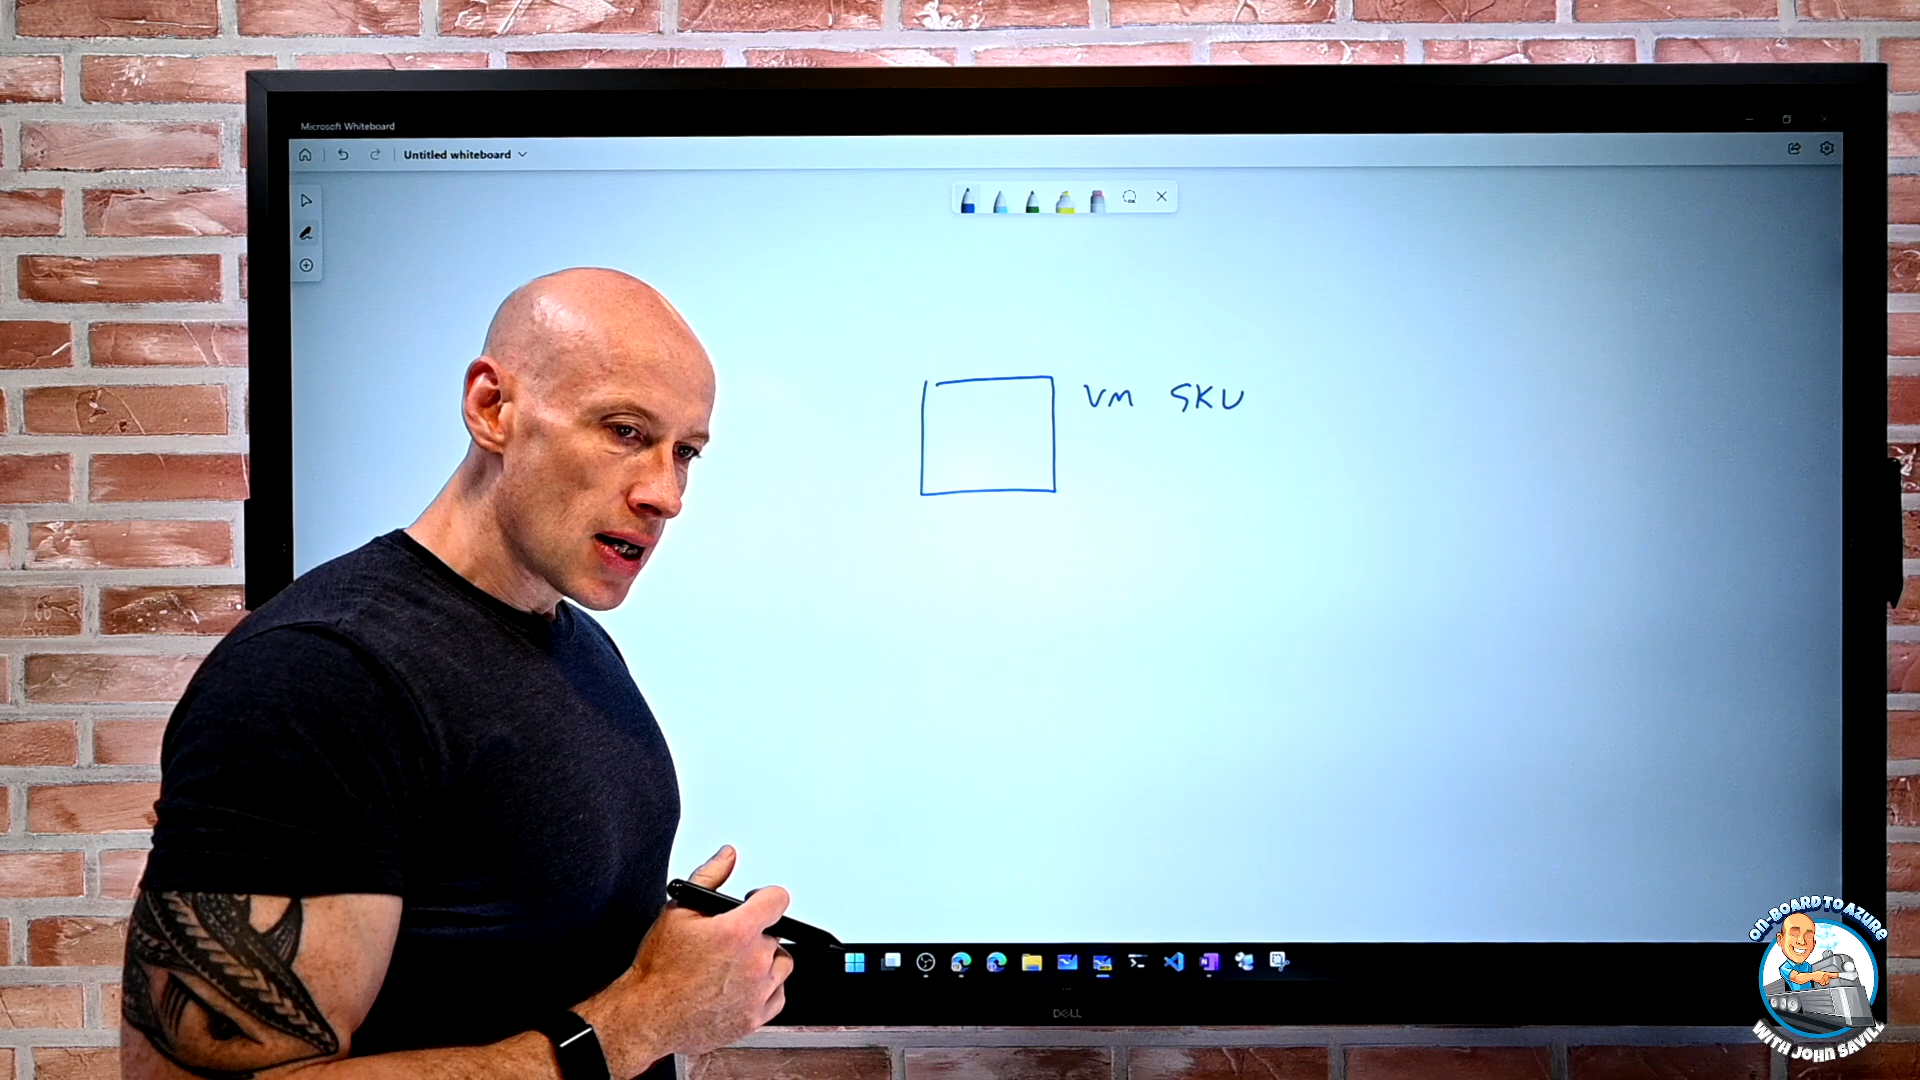 Microsoft Whiteboard
Untitled whiteboard
VM SKU
DELL
ON-BOARD TO AZURE
WITH JOHN SAVILL